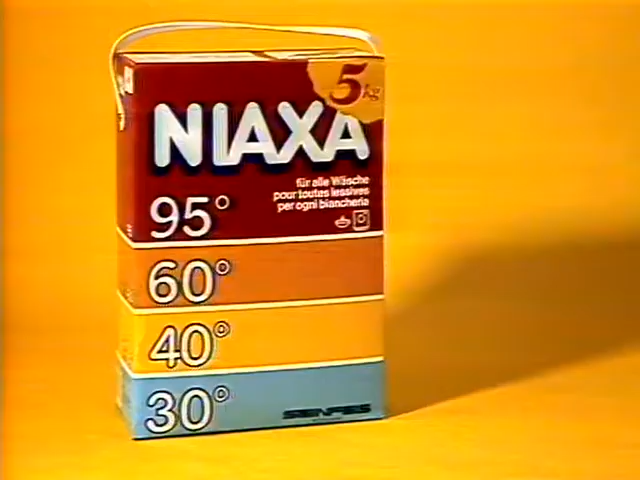 5 kg
NIAXA
für alle Wäsche
pour toutes lessives
per ogni biancheria
95°
60°
40°
30°